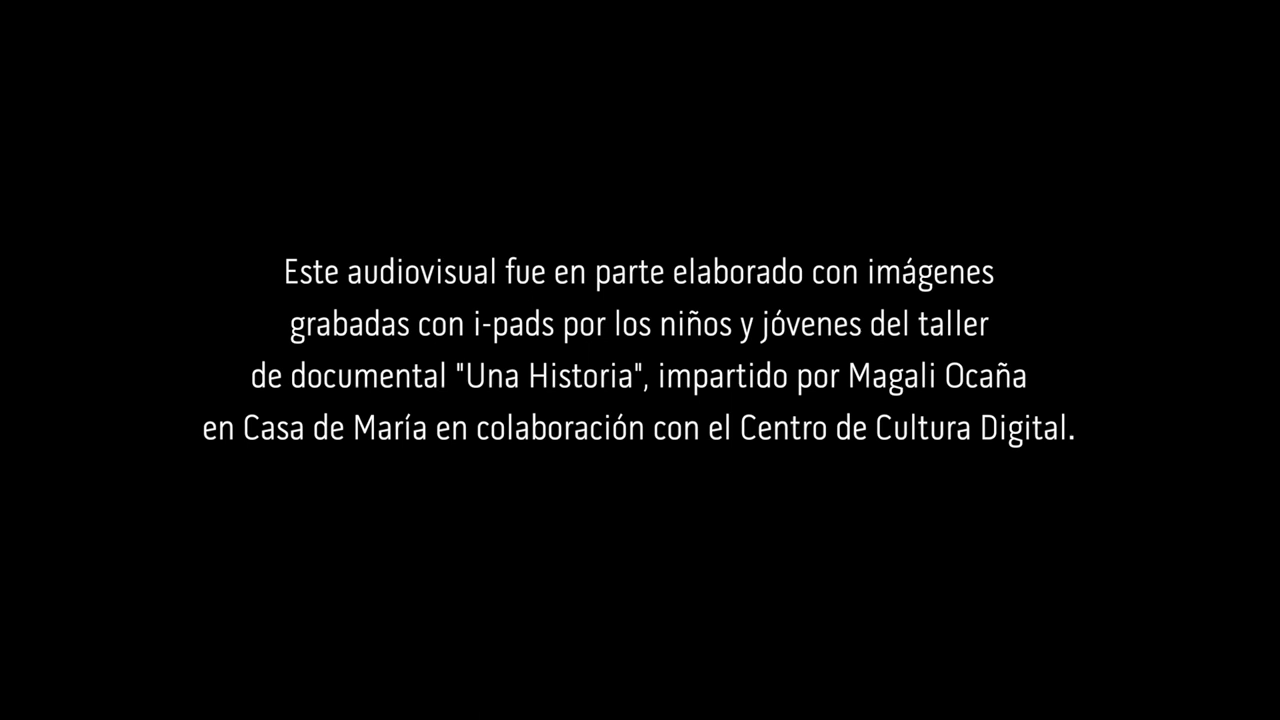 Este audiovisual fue en parte elaborado con imágenes
grabadas con i-pads por los niños y jóvenes del taller
de documental "Una Historia", impartido por Magali Ocaña
en Casa de María en colaboración con el Centro de Cultura Digital.